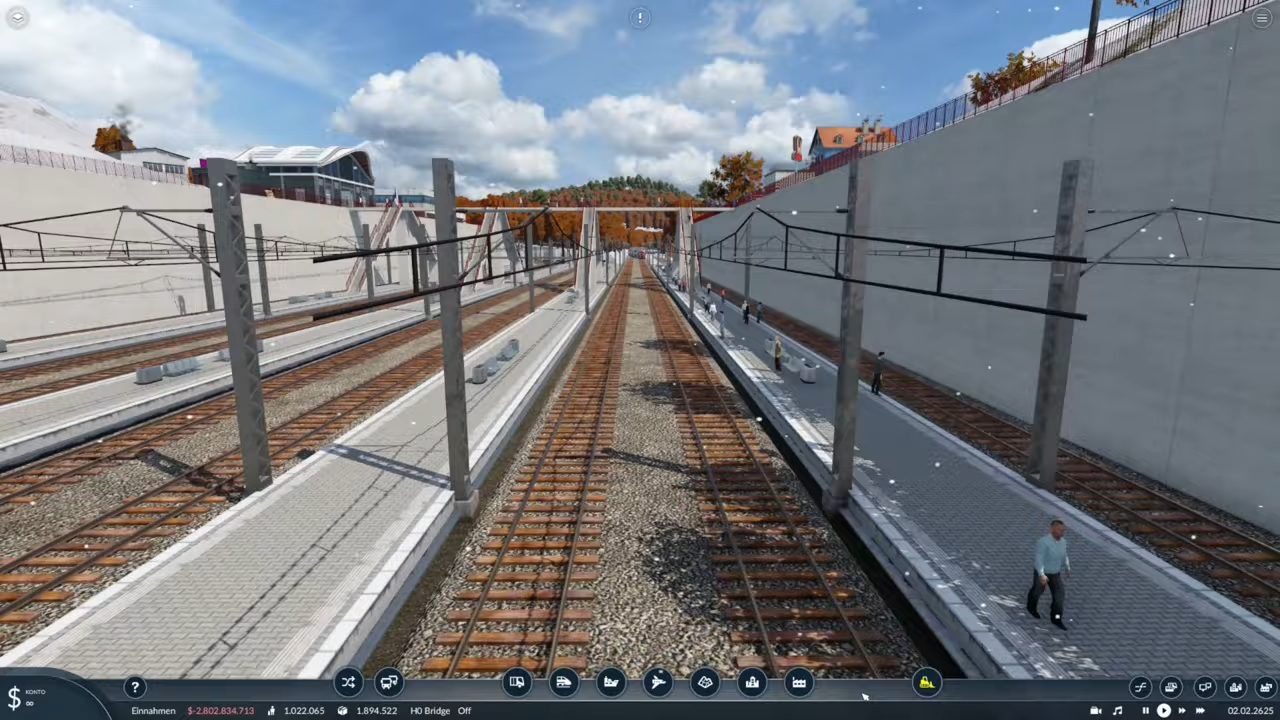 $ KONTO
∞
?
Einnahmen $-2.802.834.713 1.022.065 1.894.522 H0 Bridge Off
02.02.2625